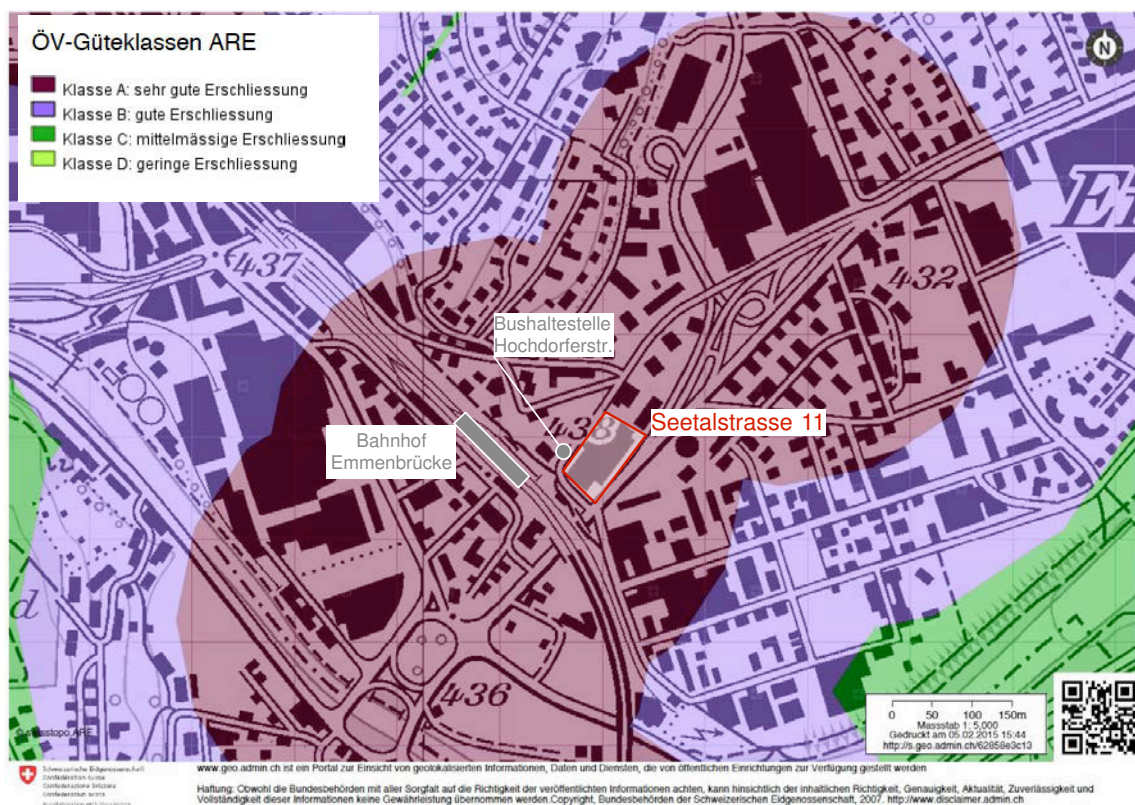 ÖV-Güteklassen ARE
Klasse A: sehr gute Erschliessung
Klasse B: gute Erschliessung
Klasse C: mittelmässige Erschliessung
Klasse D: geringe Erschliessung
N
437
432
Bushaltestelle
Hochdorferstr.
438
Seetalstrasse 11
Bahnhof
Emmenbrücke
d
436
0 50 100 150m
Massstab 1: 5,000
Gedruckt am 05.02.2015 15:44
http://s.geo.admin.ch/62858e3c13
© swisstopo ARE
Schweizerische Eidgenossenschaft
Confédération suisse
Confederazione Svizzera
Confederaziun svizra
www.geo.admin.ch ist ein Portal zur Einsicht von geolokalisierten Informationen, Daten und Diensten, die von öffentlichen Einrichtungen zur Verfügung gestellt werden
Haftung: Obwohl die Bundesbehörden mit aller Sorgfalt auf die Richtigkeit der veröffentlichten Informationen achten, kann hinsichtlich der inhaltlichen Richtigkeit, Genauigkeit, Aktualität, Zuverlässigkeit und
Vollständigkeit dieser Informationen keine Gewährleistung übernommen werden.Copyright, Bundesbehörden der Schweizerischen Eidgenossenschaft, 2007. http://www.disclaimer.admin.ch